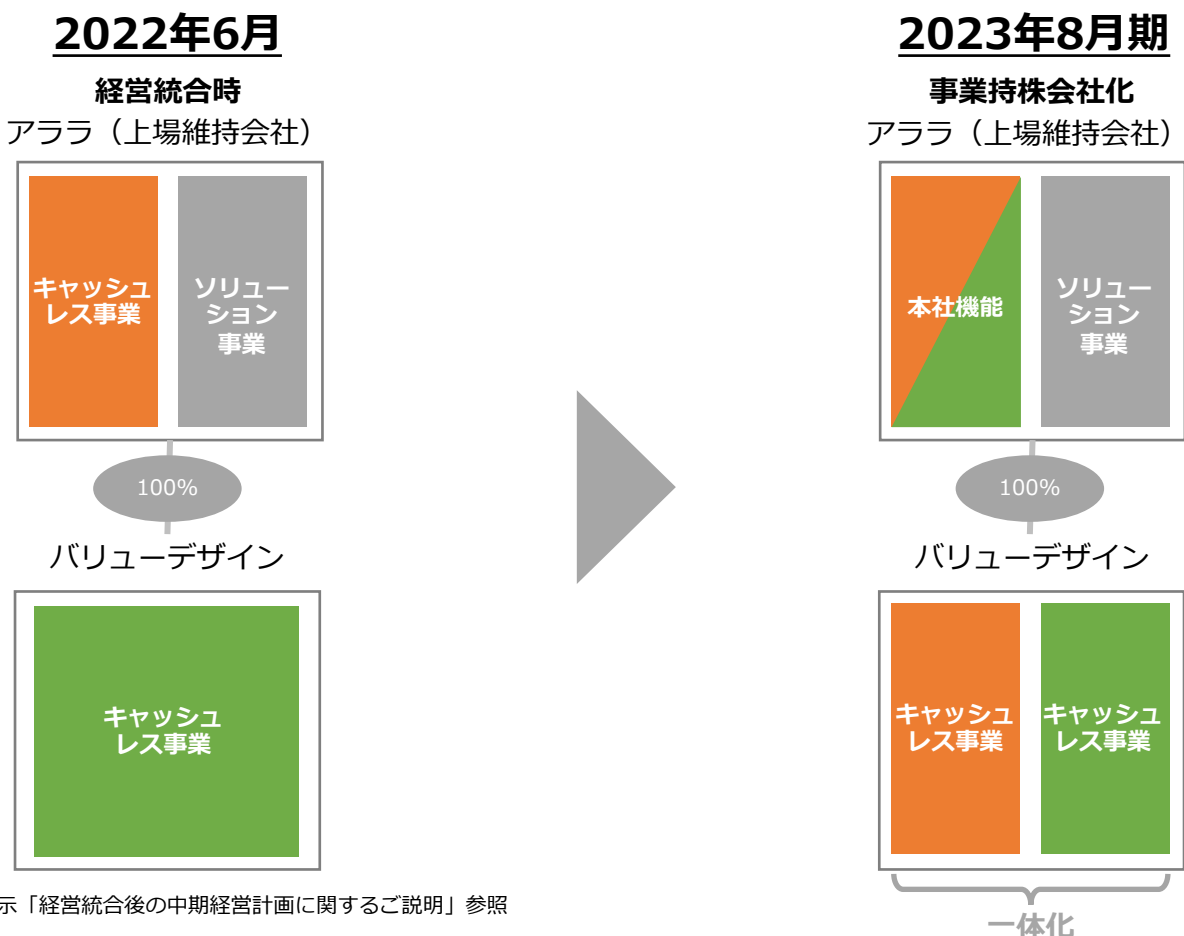 2022年6月
経営統合時
アララ（上場維持会社）
キャッシュ
レス事業
ソリュー
ション
事業
100%
バリューデザイン
キャッシュ
レス事業
示「経営統合後の中期経営計画に関するご説明」参照
2023年8月期
事業持株会社化
アララ（上場維持会社）
本社機能
ソリュー
ション
事業
100%
バリューデザイン
キャッシュ
レス事業
キャッシュ
レス事業
一体化